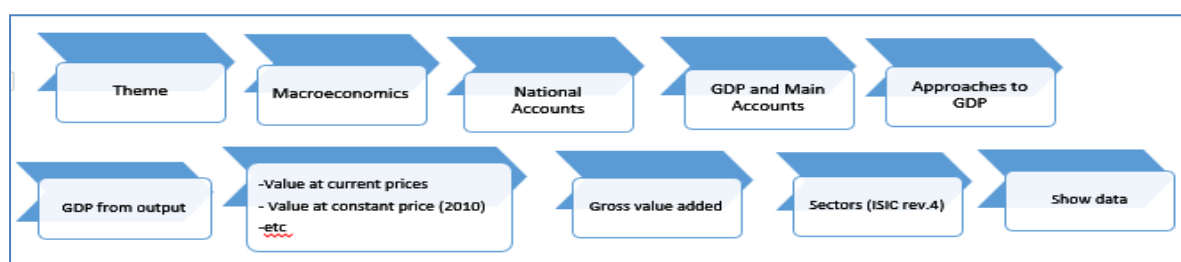 Theme
Macroeconomics
National
Accounts
GDP and Main
Accounts
Approaches to
GDP
GDP from output
-Value at current prices
- Value at constant price (2010)
-etc
Gross value added
Sectors (ISIC rev.4)
Show data